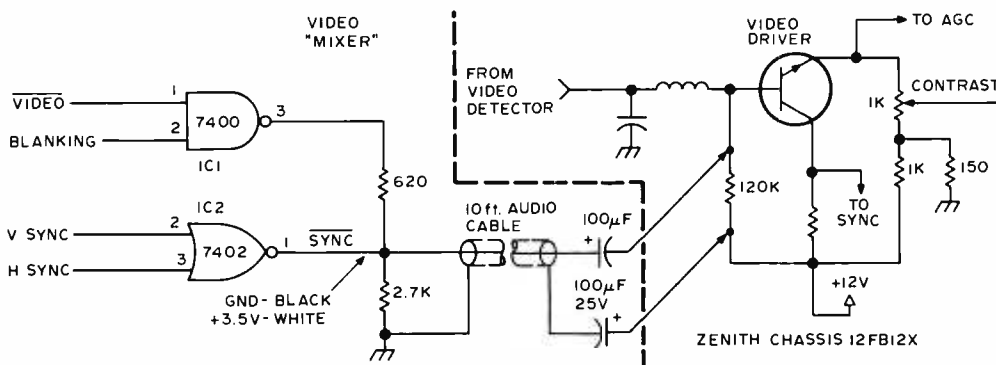 VIDEO
"MIXER"
VIDEO
1
7400
3
BLANKING
2
IC1
620
IC2
V SYNC
2
7402
1
SYNC
H SYNC
3
GND - BLACK
+3.5V - WHITE
2.7K
10 ft. AUDIO
CABLE
100µF
+
100µF
25V
+
FROM
VIDEO
DETECTOR
VIDEO
DRIVER
TO AGC
1K
CONTRAST
120K
TO
SYNC
1K
150
+12V
ZENITH CHASSIS 12FB12X